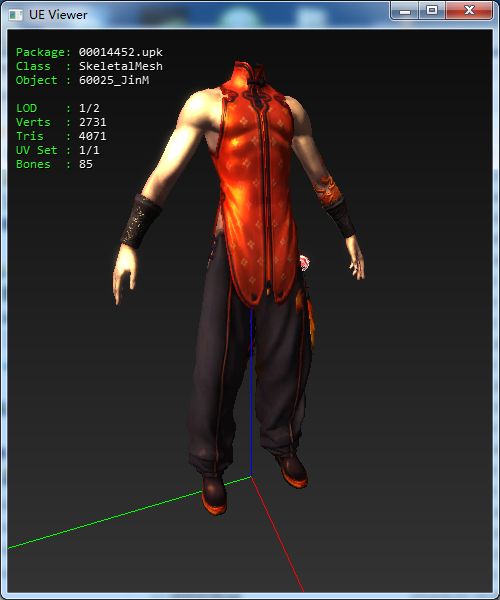 UE Viewer
Package: 00014452.upk
Class : SkeletalMesh
Object : 60025_JinM
LOD : 1/2
Verts : 2731
Tris : 4071
UV Set : 1/1
Bones : 85